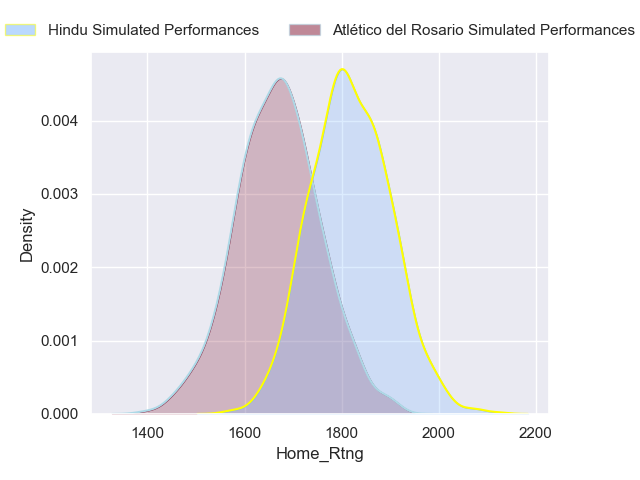 Hindu Simulated Performances
Atlético del Rosario Simulated Performances
0.004
0.003
0.002
0.001
0.000
Density
1400
1600
1800
2000
2200
Home_Rtng